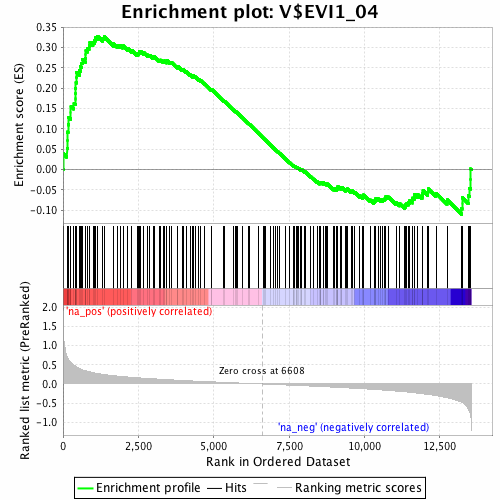 Enrichment plot: V$EVI1_04
Enrichment score (ES)
0.35
0.30
0.25
0.20
0.15
0.10
0.05
0.00
-0.05
-0.10
'na_pos' (positively correlated)
Ranked list metric (PreRanked)
2.0
1.5
1.0
0.5
0.0
-0.5
-1.0
Zero cross at 6608
'na_neg' (negatively correlated)
0
2,500
5,000
7,500
10,000
12,500
Rank in Ordered Dataset
Enrichment profile
Hits
Ranking metric scores